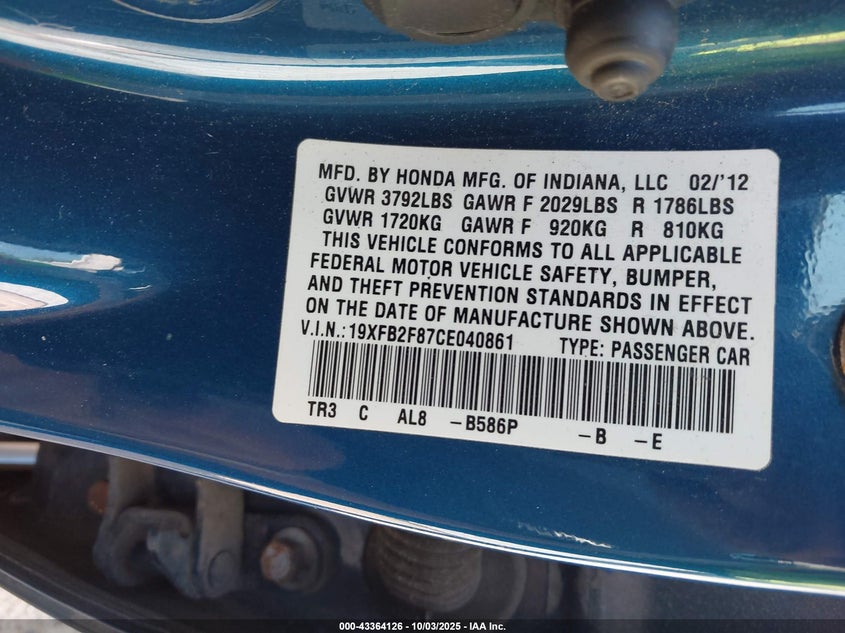 MFD. BY HONDA MFG. OF INDIANA, LLC 02/'12
GVWR 3792LBS GAWR F 2029LBS R 1786LBS
GVWR 1720KG GAWR F 920KG R 810KG
THIS VEHICLE CONFORMS TO ALL APPLICABLE
FEDERAL MOTOR VEHICLE SAFETY, BUMPER,
AND THEFT PREVENTION STANDARDS IN EFFECT
ON THE DATE OF MANUFACTURE SHOWN ABOVE.
V.I.N.:19XFB2F87CE040861 TYPE: PASSENGER CAR
TR3 C AL8 -B586P -B -E
000-43364126 - 10/03/2025 - IAA Inc.